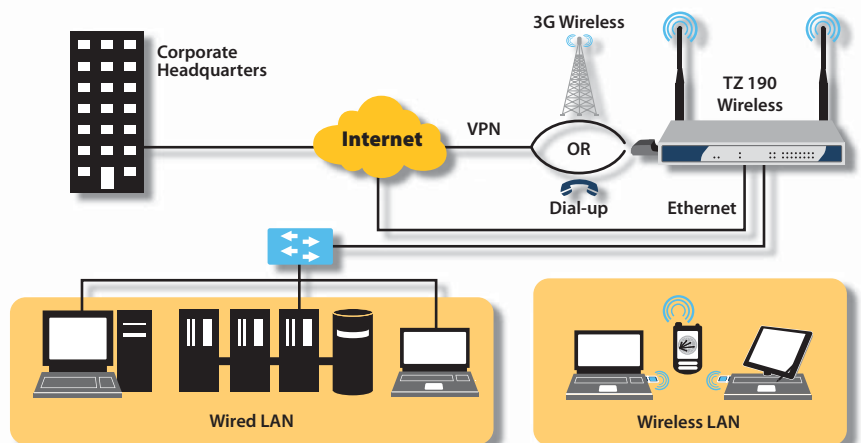 3G Wireless
Corporate
Headquarters
TZ 190
Wireless
Internet
VPN
OR
Dial-up
Ethernet
Wired LAN
Wireless LAN